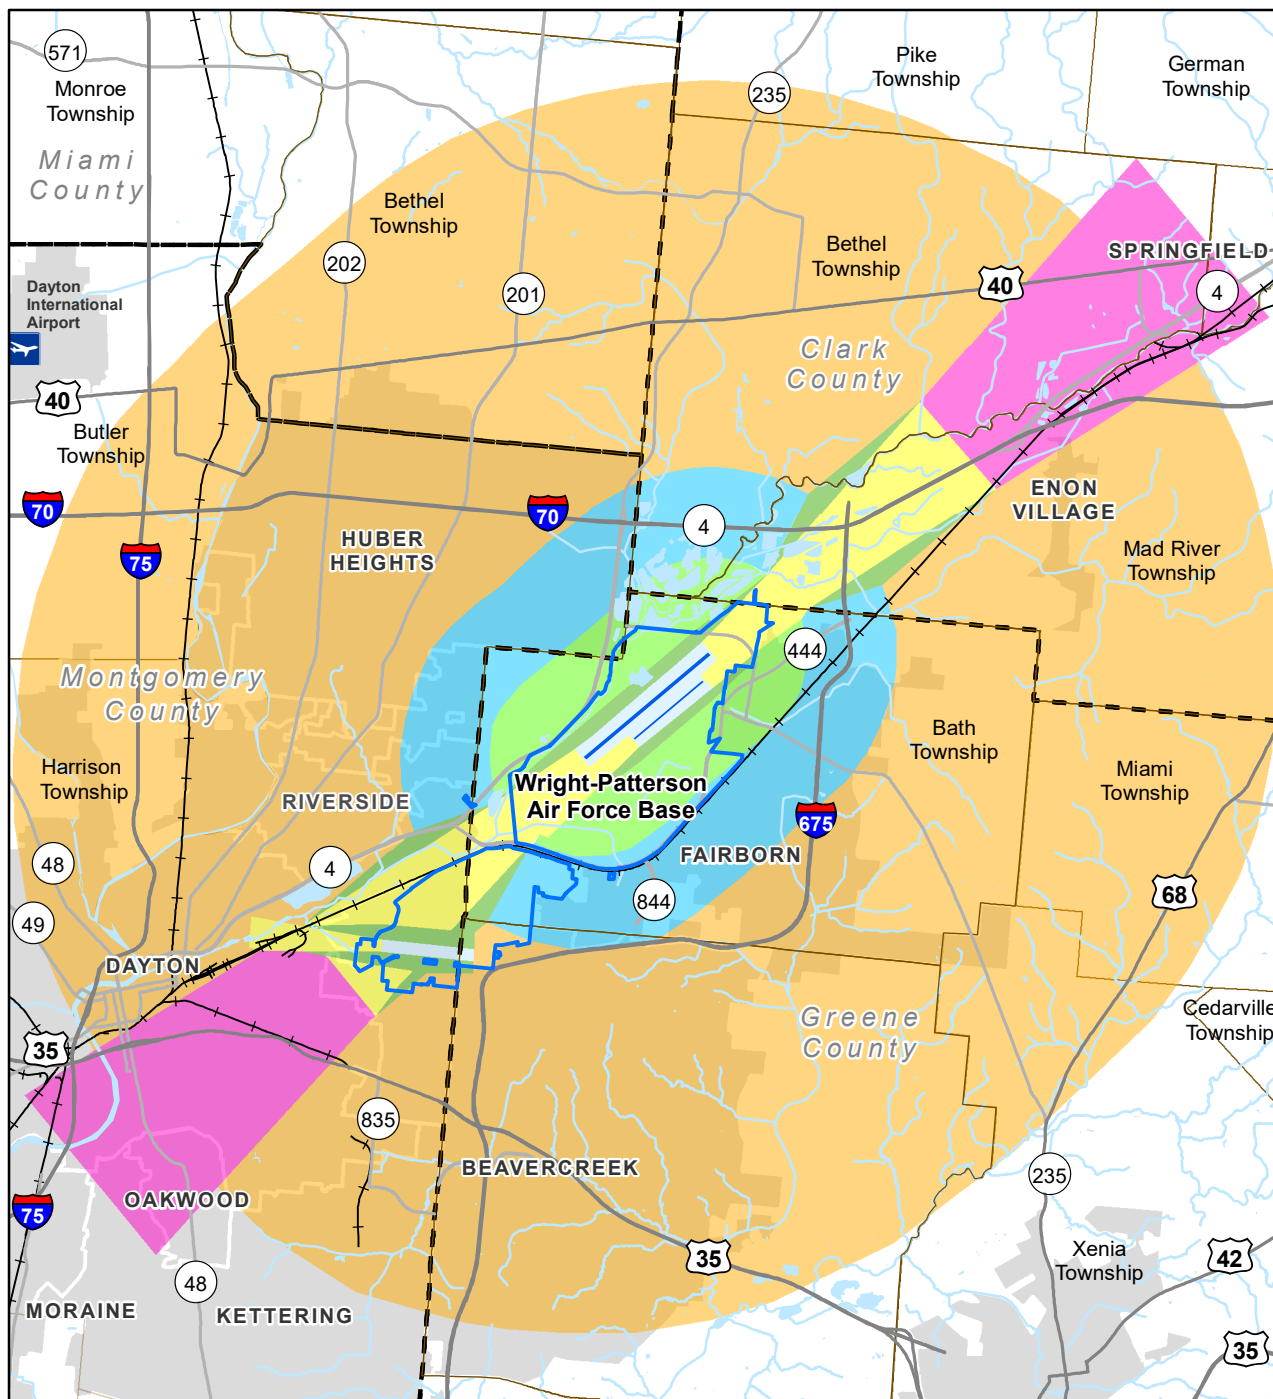 571
Monroe
Township
Miami
County
235
Pike
Township
German
Township
Bethel
Township
202
201
Bethel
Township
SPRINGFIELD
4
40
Dayton
International
Airport
40
Butler
Township
Clark
County
70
75
HUBER
HEIGHTS
70
4
ENON
VILLAGE
Mad River
Township
444
Montgomery
County
Bath
Township
Harrison
Township
RIVERSIDE
Wright-Patterson
Air Force Base
675
Miami
Township
FAIRBORN
48
4
844
68
49
DAYTON
35
Greene
County
Cedarville
Township
835
BEAVERCREEK
235
75
OAKWOOD
48
35
Xenia
Township
42
MORAINE
KETTERING
35